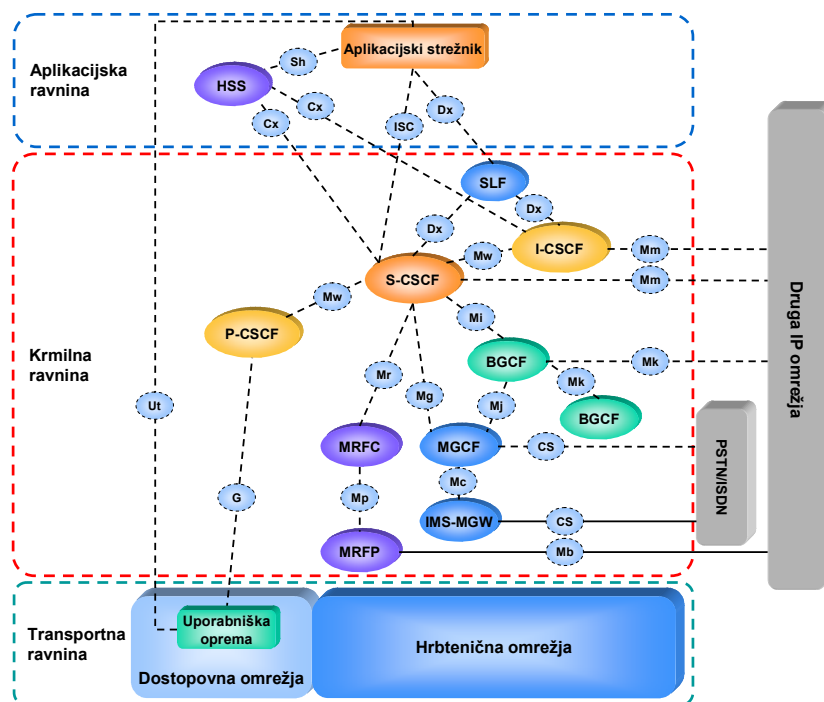 Aplikacijska
ravnina
Aplikacijski strežnik
Sh
HSS
Cx
Cx
ISC
Dx
SLF
Dx
Dx
Mw
I-CSCF
Mm
S-CSCF
Mm
Mw
P-CSCF
Mi
Krmilna
ravnina
BGCF
Mk
Mr
Mg
Mk
Mj
BGCF
Ut
MRFC
MGCF
CS
Mc
G
Mp
IMS-MGW
CS
MRFP
Mb
PSTN/ISDN
Druga IP omrežja
Transportna
ravnina
Uporabniška
oprema
Dostopovna omrežja
Hrbtenična omrežja